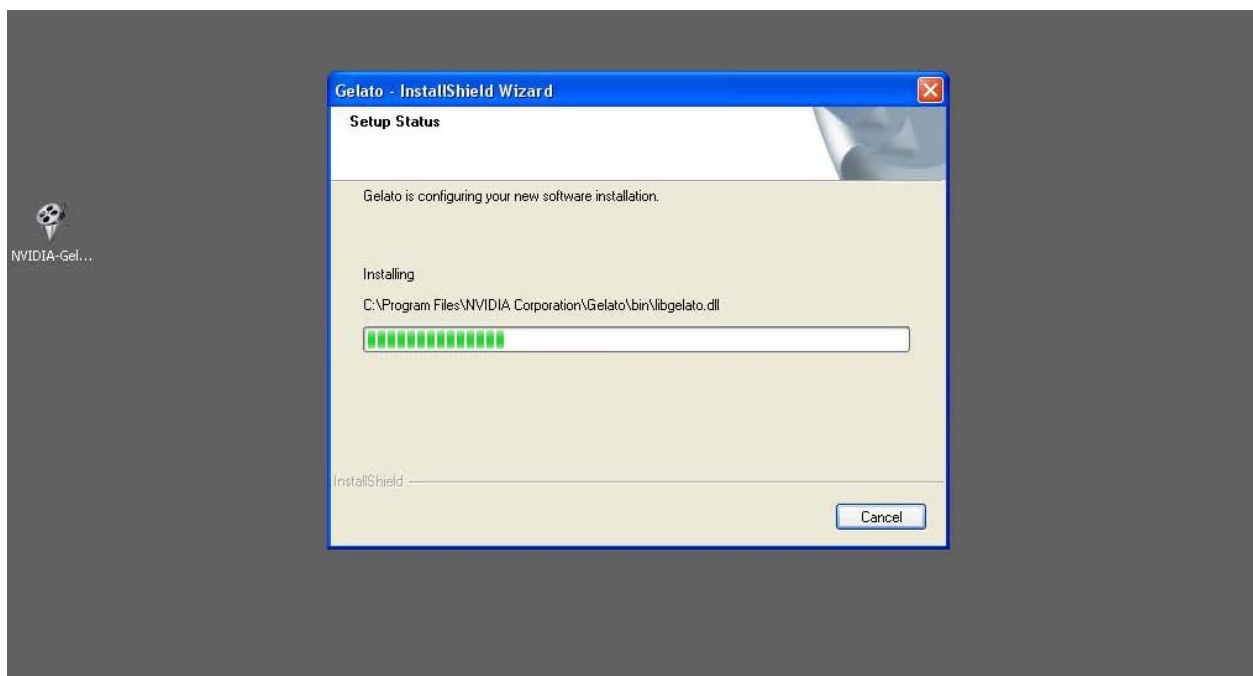 Gelato - InstallShield Wizard
Setup Status
Gelato is configuring your new software installation.
NVIDIA-Gel...
Installing
C:\Program Files\NVIDIA Corporation\Gelato\bin\libgelato.dll
InstallShield
Cancel